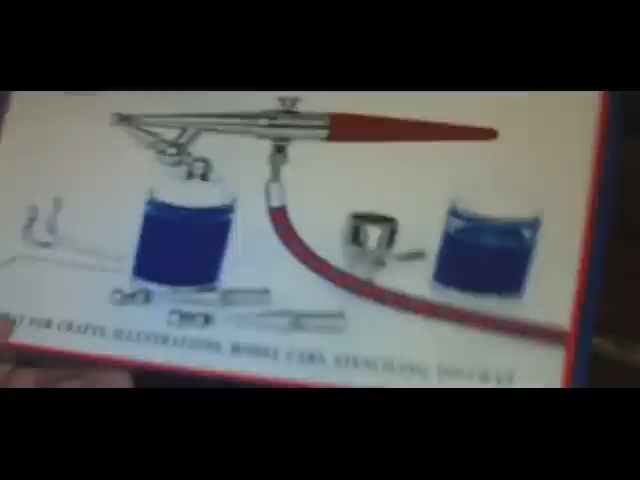 FOR CRAFTS, ILLUSTRATIONS, MODEL CARS, STENCILING,